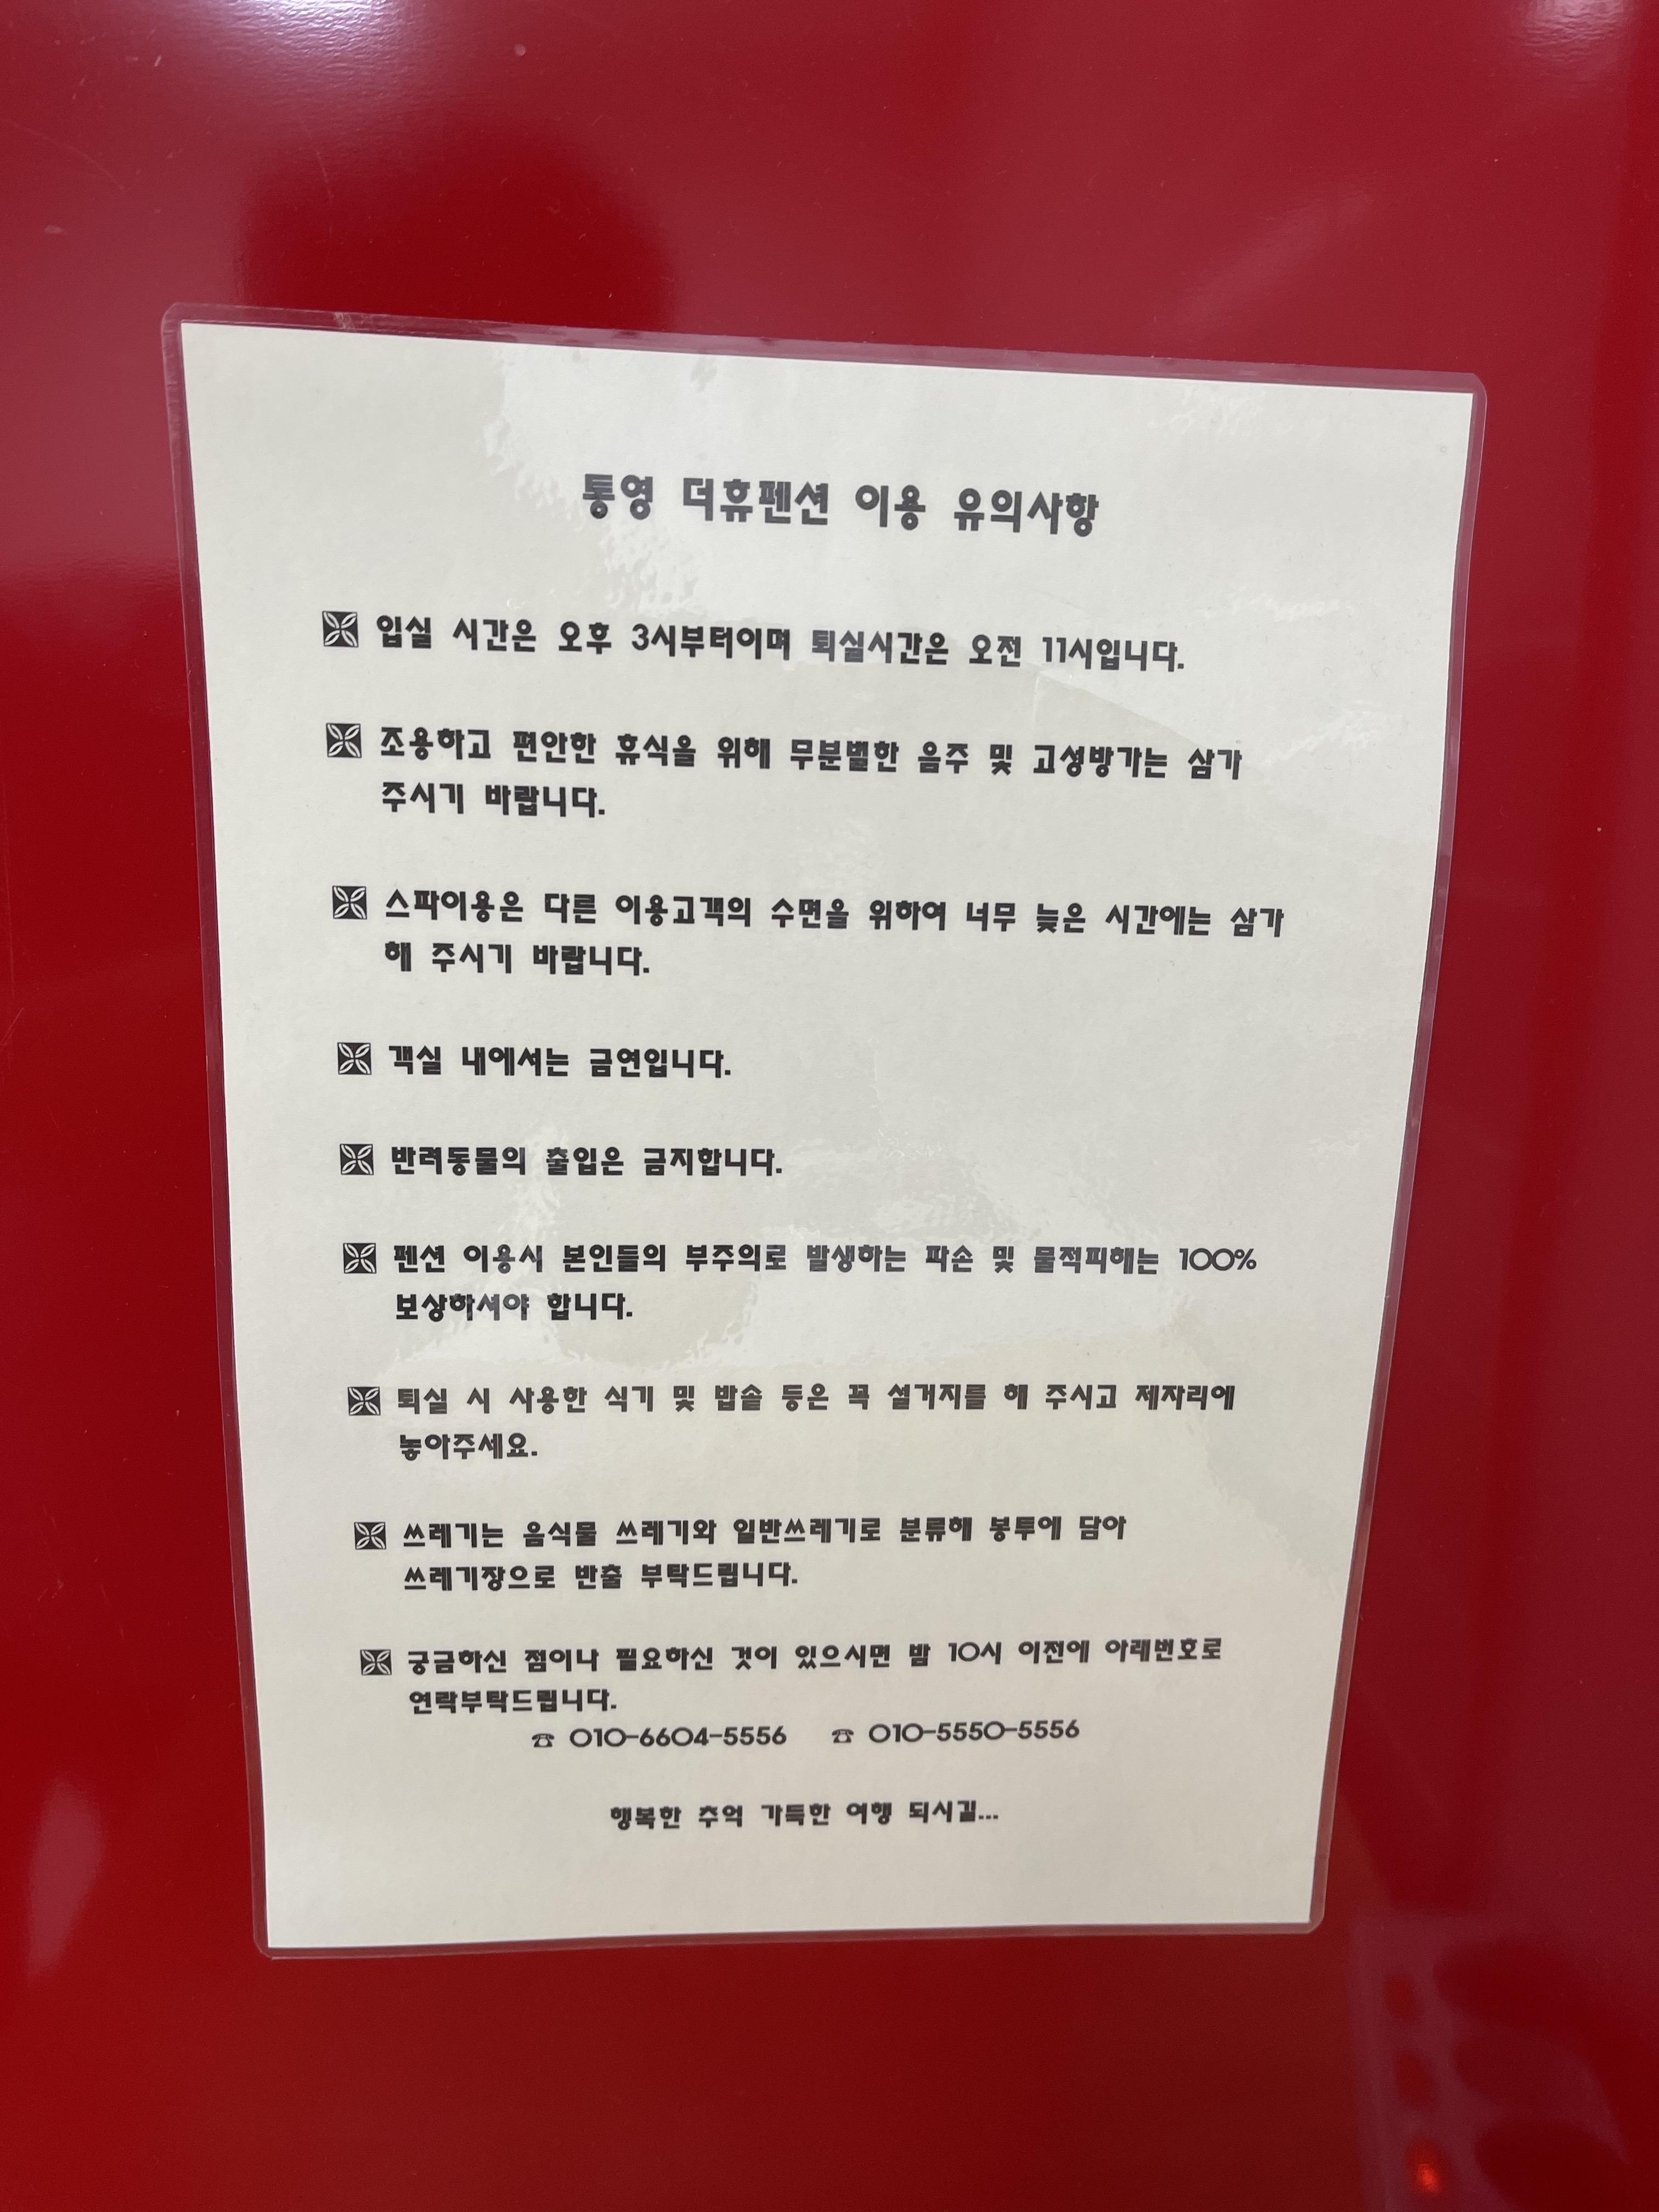 통영 더휴펜션 이용 유의사항
입실 시간은 오후 3시부터이며 퇴실시간은 오전 11시입니다.
조용하고 편안한 휴식을 위해 무분별한 음주 및 고성방가는 삼가
주시기 바랍니다.
스파이용은 다른 이용고객의 수면을 위하여 너무 늦은 시간에는 삼가
해 주시기 바랍니다.
객실 내에서는 금연입니다.
반려동물의 출입은 금지합니다.
펜션 이용시 본인들의 부주의로 발생하는 파손 및 물적피해는 100%
보상하셔야 합니다.
퇴실 시 사용한 식기 및 밥솥 등은 꼭 설거지를 해 주시고 제자리에
놓아주세요.
쓰레기는 음식물 쓰레기와 일반쓰레기로 분류해 봉투에 담아
쓰레기장으로 반출 부탁드립니다.
궁금하신 점이나 필요하신 것이 있으시면 밤 10시 이전에 아래번호로
연락부탁드립니다.
☎ 010-6604-5556 ☎ 010-5550-5556
행복한 추억 가득한 여행 되시길...